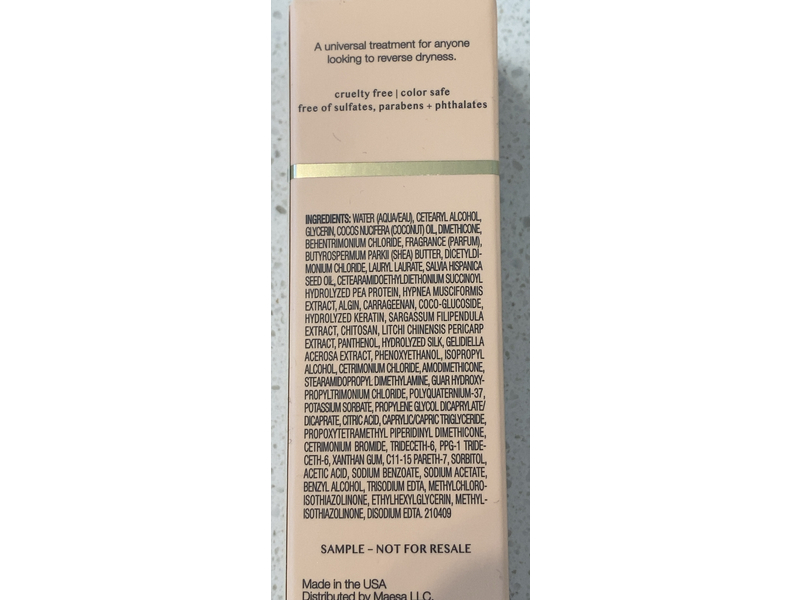 A universal treatment for anyone
looking to reverse dryness.
cruelty free | color safe
free of sulfates, parabens + phthalates
INGREDIENTS: WATER (AQUA/EAU), CETEARYL ALCOHOL,
GLYCERIN, COCOS NUCIFERA (COCONUT) OIL, DIMETHICONE,
BEHENTRIMONIUM CHLORIDE, FRAGRANCE (PARFUM),
BUTYROSPERMUM PARKII (SHEA) BUTTER, DICETYLDI-
MONIUM CHLORIDE, LAURYL LAURATE, SALVIA HISPANICA
SEED OIL, CETEARAMIDOETHYLDIETHONIUM SUCCINOYL
HYDROLYZED PEA PROTEIN, HYPNEA MUSCIFORMIS
EXTRACT, ALGIN, CARRAGEENAN, COCO-GLUCOSIDE,
HYDROLYZED KERATIN, SARGASSUM FILIPENDULA
EXTRACT, CHITOSAN, LITCHI CHINENSIS PERICARP
EXTRACT, PANTHENOL, HYDROLYZED SILK, GELIDIELLA
ACEROSA EXTRACT, PHENOXYETHANOL, ISOPROPYL
ALCOHOL, CETRIMONIUM CHLORIDE, AMODIMETHICONE,
STEARAMIDOPROPYL DIMETHYLAMINE, GUAR HYDROXY-
PROPYLTRIMONIUM CHLORIDE, POLYQUATERNIUM-37,
POTASSIUM SORBATE, PROPYLENE GLYCOL DICAPRYLATE/
DICAPRATE, CITRIC ACID, CAPRYLIC/CAPRIC TRIGLYCERIDE,
PROPOXYTETRAMETHYL PIPERIDINYL DIMETHICONE,
CETRIMONIUM BROMIDE, TRIDECETH-6, PPG-1 TRIDE-
CETH-6, XANTHAN GUM, C11-15 PARETH-7, SORBITOL,
ACETIC ACID, SODIUM BENZOATE, SODIUM ACETATE,
BENZYL ALCOHOL, TRISODIUM EDTA, METHYLCHLORO-
ISOTHIAZOLINONE, ETHYLHEXYLGLYCERIN, METHYL-
ISOTHIAZOLINONE, DISODIUM EDTA. 210409
SAMPLE – NOT FOR RESALE
Made in the USA
Distributed by Maesa LLC.